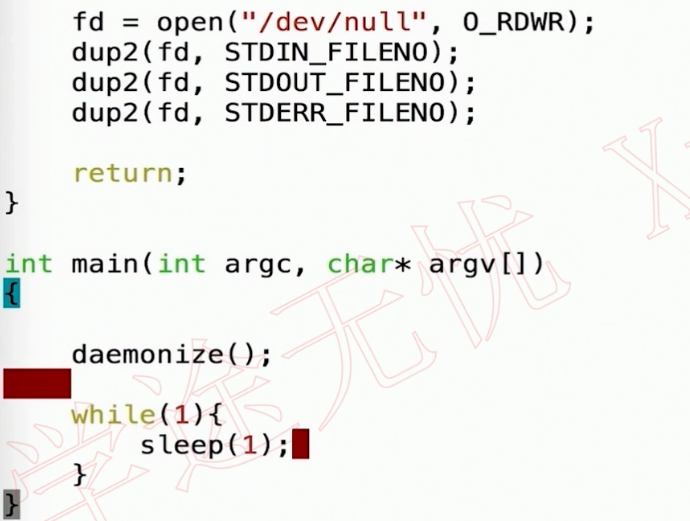 fd = open("/dev/null", O_RDWR);
dup2(fd, STDIN_FILENO);
dup2(fd, STDOUT_FILENO);
dup2(fd, STDERR_FILENO);
return;
}
int main(int argc, char* argv[])
{
daemonize();
while(1){
sleep(1);
}
}
学途无忧 X